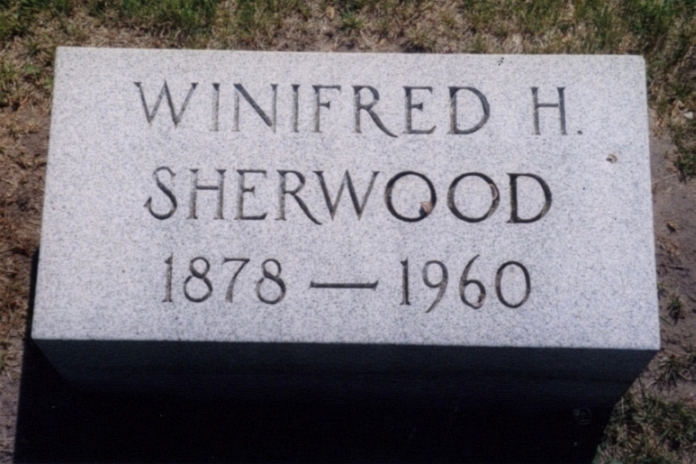 WINIFRED H.
SHERWOOD
1878 — 1960